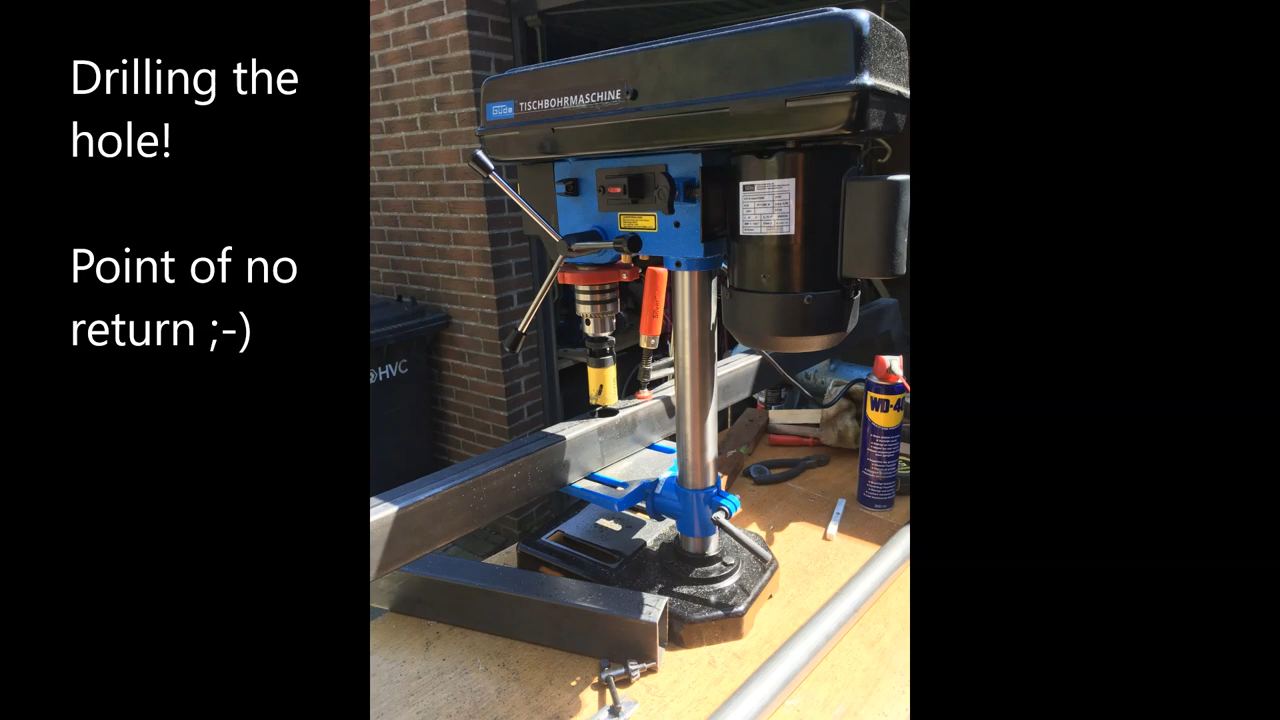 Drilling the
hole!
Point of no
return ;-)
Güde TISCHBOHRMASCHINE
HVC
WD-40